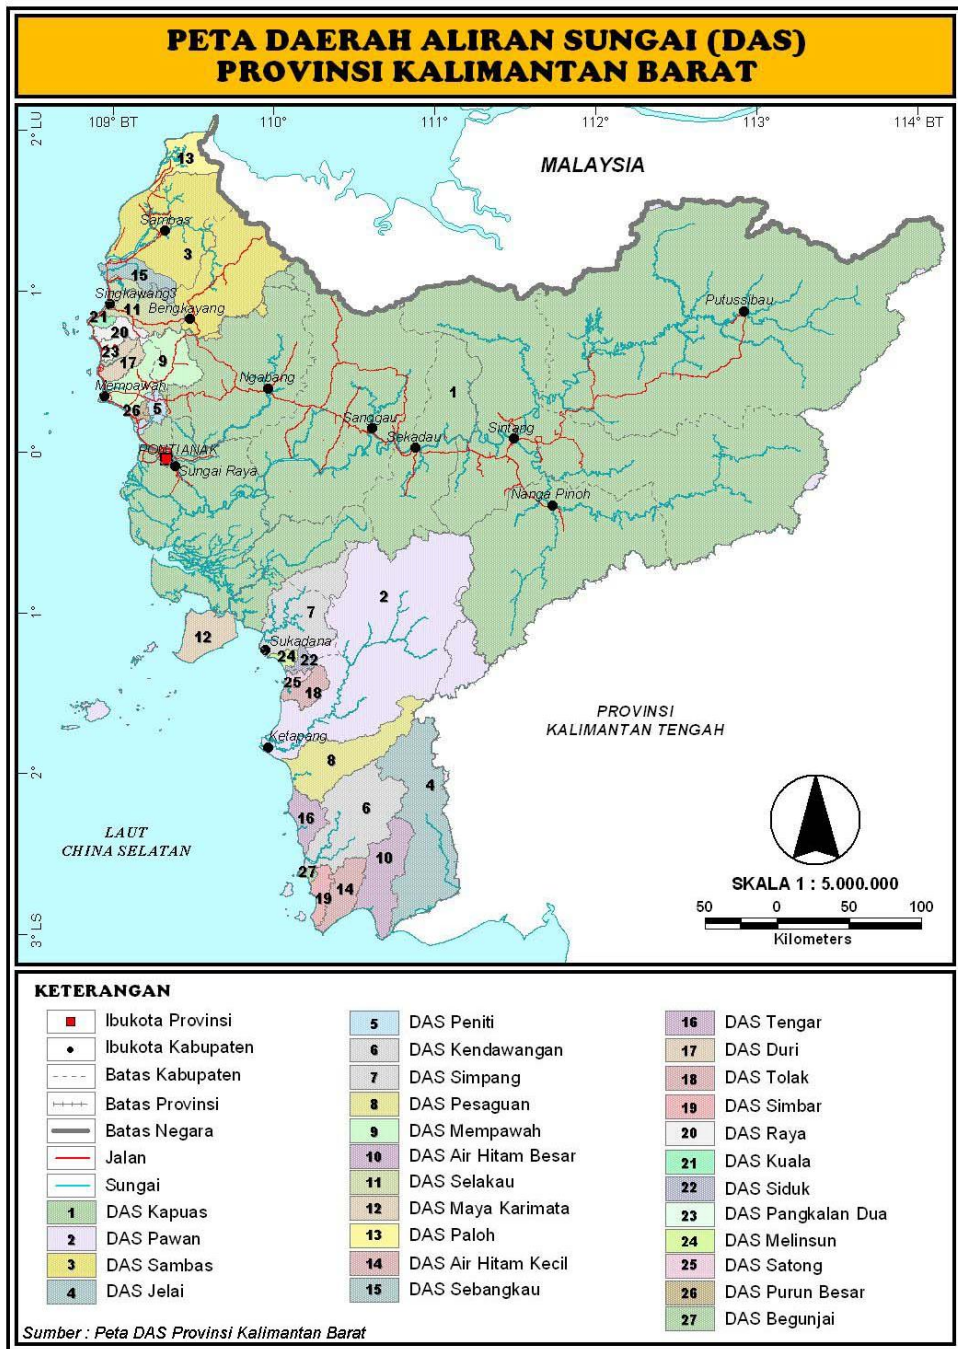 PETA DAERAH ALIRAN SUNGAI (DAS)
PROVINSI KALIMANTAN BARAT
2° LU
109° BT
110°
111°
112°
113°
114° BT
MALAYSIA
13
Sambas
3
15
1°
Singkawang3
Bengkayang
11
21
20
23
17
9
Putussibau
Mempawah
Ngabang
1
26
5
Sanggau
Sekadau
Sintang
0°
PONTIANAK
Sungai Raya
Nanga Pinoh
1°
2
7
12
Sukadana
24
22
25
18
PROVINSI
KALIMANTAN TENGAH
Ketapang
2°
8
4
6
16
LAUT
CHINA SELATAN
10
27
14
19
3° LS
SKALA 1 : 5.000.000
50 0 50 100
Kilometers
KETERANGAN
Ibukota Provinsi
Ibukota Kabupaten
Batas Kabupaten
Batas Provinsi
Batas Negara
Jalan
Sungai
1 DAS Kapuas
2 DAS Pawan
3 DAS Sambas
4 DAS Jelai
5 DAS Peniti
6 DAS Kendawangan
7 DAS Simpang
8 DAS Pesaguan
9 DAS Mempawah
10 DAS Air Hitam Besar
11 DAS Selakau
12 DAS Maya Karimata
13 DAS Paloh
14 DAS Air Hitam Kecil
15 DAS Sebangkau
16 DAS Tengar
17 DAS Duri
18 DAS Tolak
19 DAS Simbar
20 DAS Raya
21 DAS Kuala
22 DAS Siduk
23 DAS Pangkalan Dua
24 DAS Melinsun
25 DAS Satong
26 DAS Purun Besar
27 DAS Begunjai
Sumber : Peta DAS Provinsi Kalimantan Barat